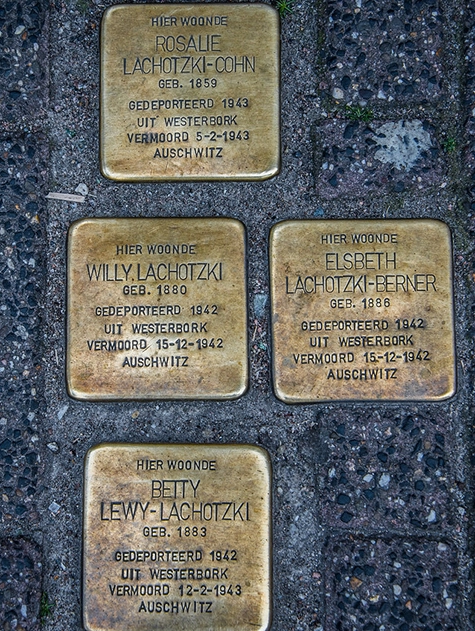 HIER WOONDE
ROSALIE
LACHOTZKI-COHN
GEB. 1859
GEDEPORTEERD 1943
UIT WESTERBORK
VERMOORD 5-2-1943
AUSCHWITZ
HIER WOONDE
WILLY LACHOTZKI
GEB. 1880
GEDEPORTEERD 1942
UIT WESTERBORK
VERMOORD 15-12-1942
AUSCHWITZ
HIER WOONDE
ELSBETH
LACHOTZKI-BERNER
GEB. 1886
GEDEPORTEERD 1942
UIT WESTERBORK
VERMOORD 15-12-1942
AUSCHWITZ
HIER WOONDE
BETTY
LEWY-LACHOTZKI
GEB. 1883
GEDEPORTEERD 1942
UIT WESTERBORK
VERMOORD 12-2-1943
AUSCHWITZ